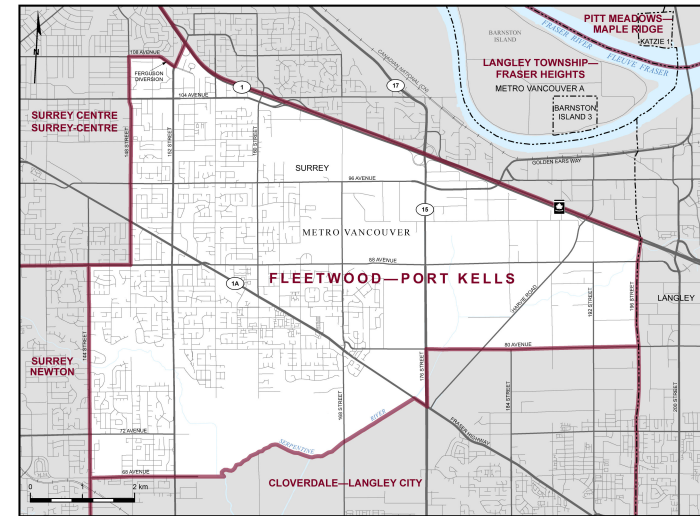 PITT MEADOWS—
MAPLE RIDGE
KATZIE 1
BARNSTON
ISLAND
FRASER RIVER
FLEUVE FRASER
N
108 AVENUE
FERGUSON
DIVERSION
CANADIAN NATIONAL (CN)
LANGLEY TOWNSHIP—
FRASER HEIGHTS
METRO VANCOUVER A
1
17
104 AVENUE
BARNSTON
ISLAND 3
SURREY CENTRE
SURREY-CENTRE
148 STREET
152 STREET
160 STREET
GOLDEN EARS WAY
SURREY
96 AVENUE
15
METRO VANCOUVER
88 AVENUE
1A
FLEETWOOD—PORT KELLS
HARVIE ROAD
192 STREET
196 STREET
LANGLEY
SURREY
NEWTON
144 STREET
80 AVENUE
168 STREET
176 STREET
184 STREET
200 STREET
72 AVENUE
SERPENTINE
RIVER
FRASER HIGHWAY
68 AVENUE
CLOVERDALE—LANGLEY CITY
0 1 2 km